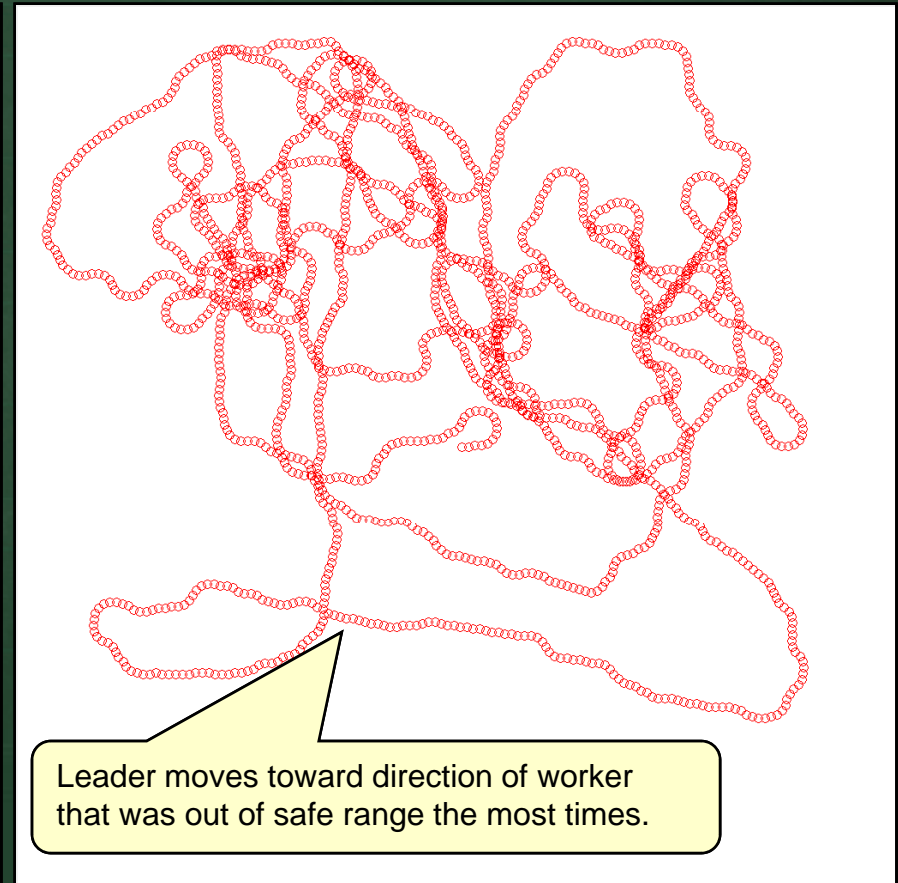 Leader moves toward direction of worker
that was out of safe range the most times.